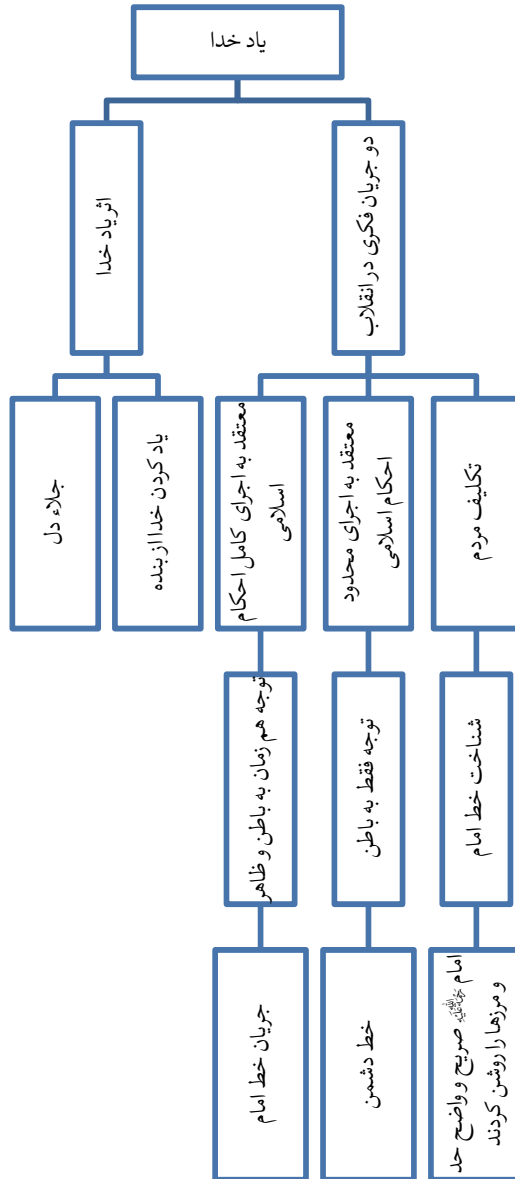 یاد خدا
دو جریان فکری در انقلاب
اثر یاد خدا
تکلیف مردم
معتقد به اجرای محدود
احکام اسلامی
معتقد به اجرای کامل احکام
اسلامی
یاد کردن خدا از بنده
جلاء دل
شناخت خط امام
توجه فقط به باطن
توجه هم زمان به باطن و ظاهر
امام رحمة‌الله‌علیه صریح و واضح حد
و مرزها را روشن کردند
خط دشمن
جریان خط امام